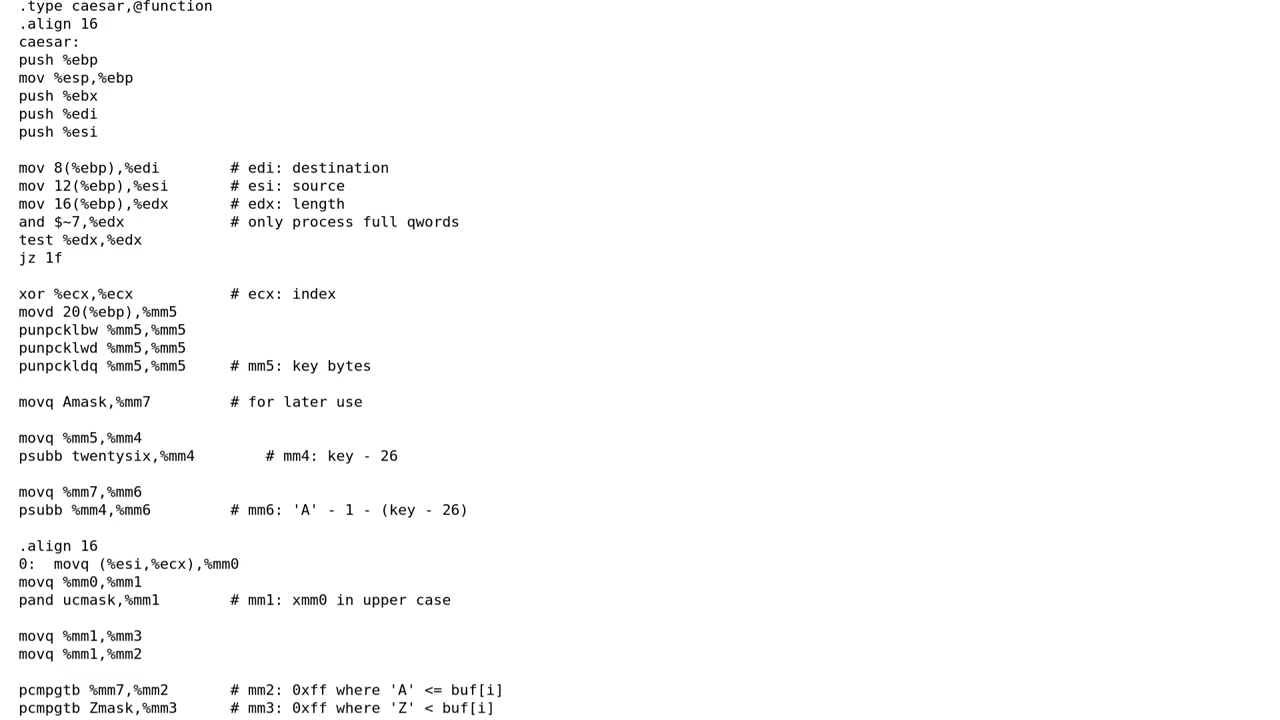 .type caesar,@function
.align 16
caesar:
push %ebp
mov %esp,%ebp
push %ebx
push %edi
push %esi
mov 8(%ebp),%edi        # edi: destination
mov 12(%ebp),%esi       # esi: source
mov 16(%ebp),%edx       # edx: length
and $~7,%edx            # only process full qwords
test %edx,%edx
jz 1f
xor %ecx,%ecx           # ecx: index
movd 20(%ebp),%mm5
punpcklbw %mm5,%mm5
punpcklwd %mm5,%mm5
punpckldq %mm5,%mm5     # mm5: key bytes
movq Amask,%mm7         # for later use
movq %mm5,%mm4
psubb twentysix,%mm4        # mm4: key - 26
movq %mm7,%mm6
psubb %mm4,%mm6         # mm6: 'A' - 1 - (key - 26)
.align 16
0:  movq (%esi,%ecx),%mm0
movq %mm0,%mm1
pand ucmask,%mm1        # mm1: xmm0 in upper case
movq %mm1,%mm3
movq %mm1,%mm2
pcmpgtb %mm7,%mm2       # mm2: 0xff where 'A' <= buf[i]
pcmpgtb Zmask,%mm3      # mm3: 0xff where 'Z' < buf[i]